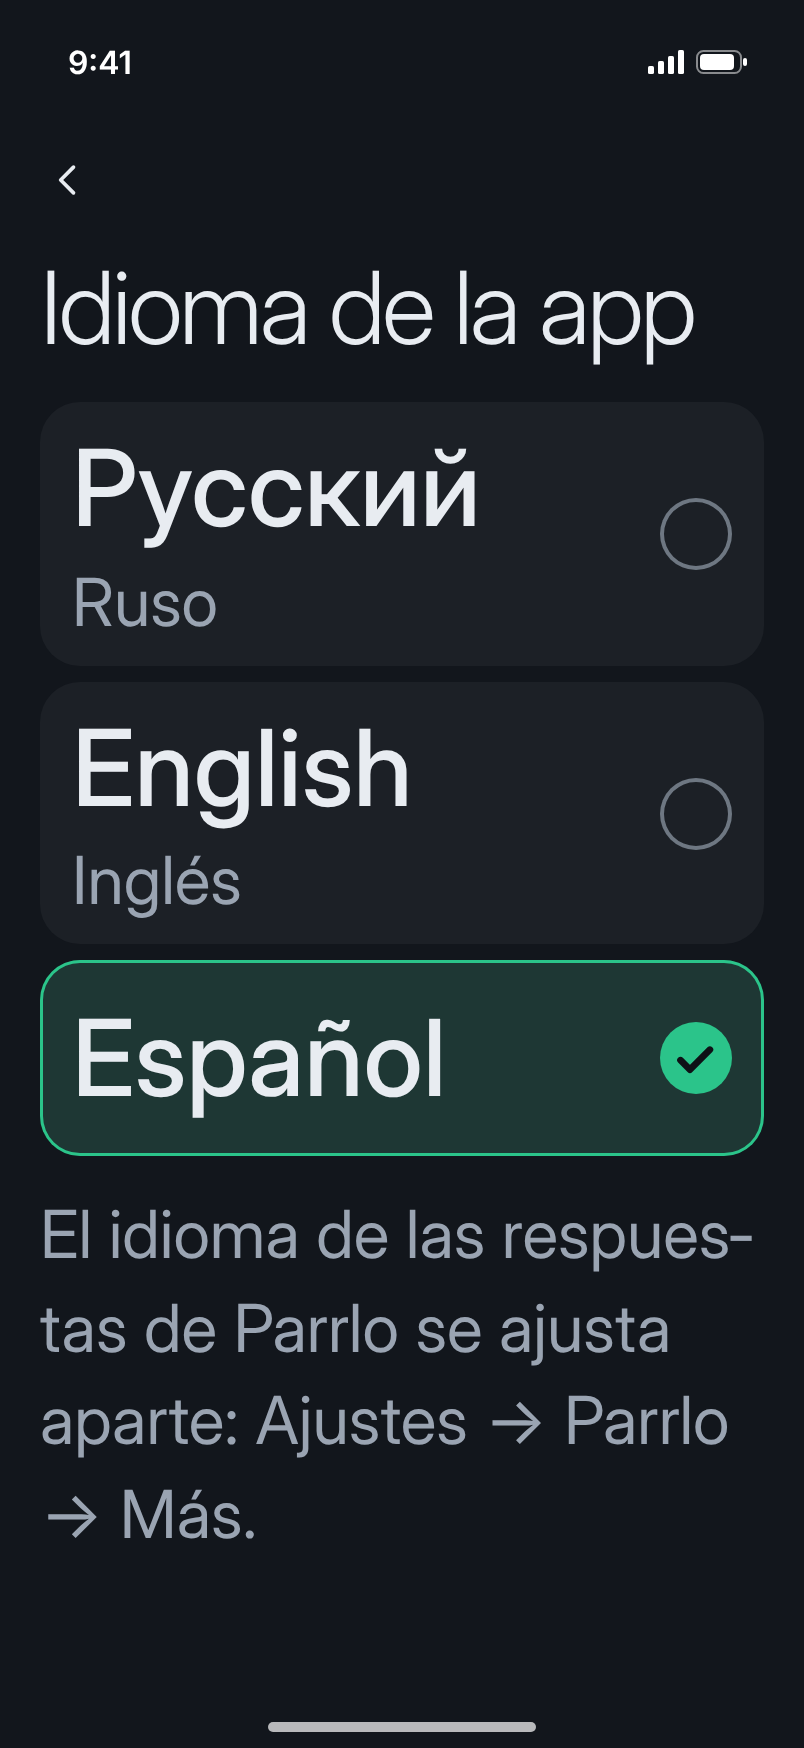 9:41
Idioma de la app
Русский
Ruso
English
Inglés
Español
El idioma de las respues-
tas de Parrlo se ajusta
aparte: Ajustes → Parrlo
→ Más.